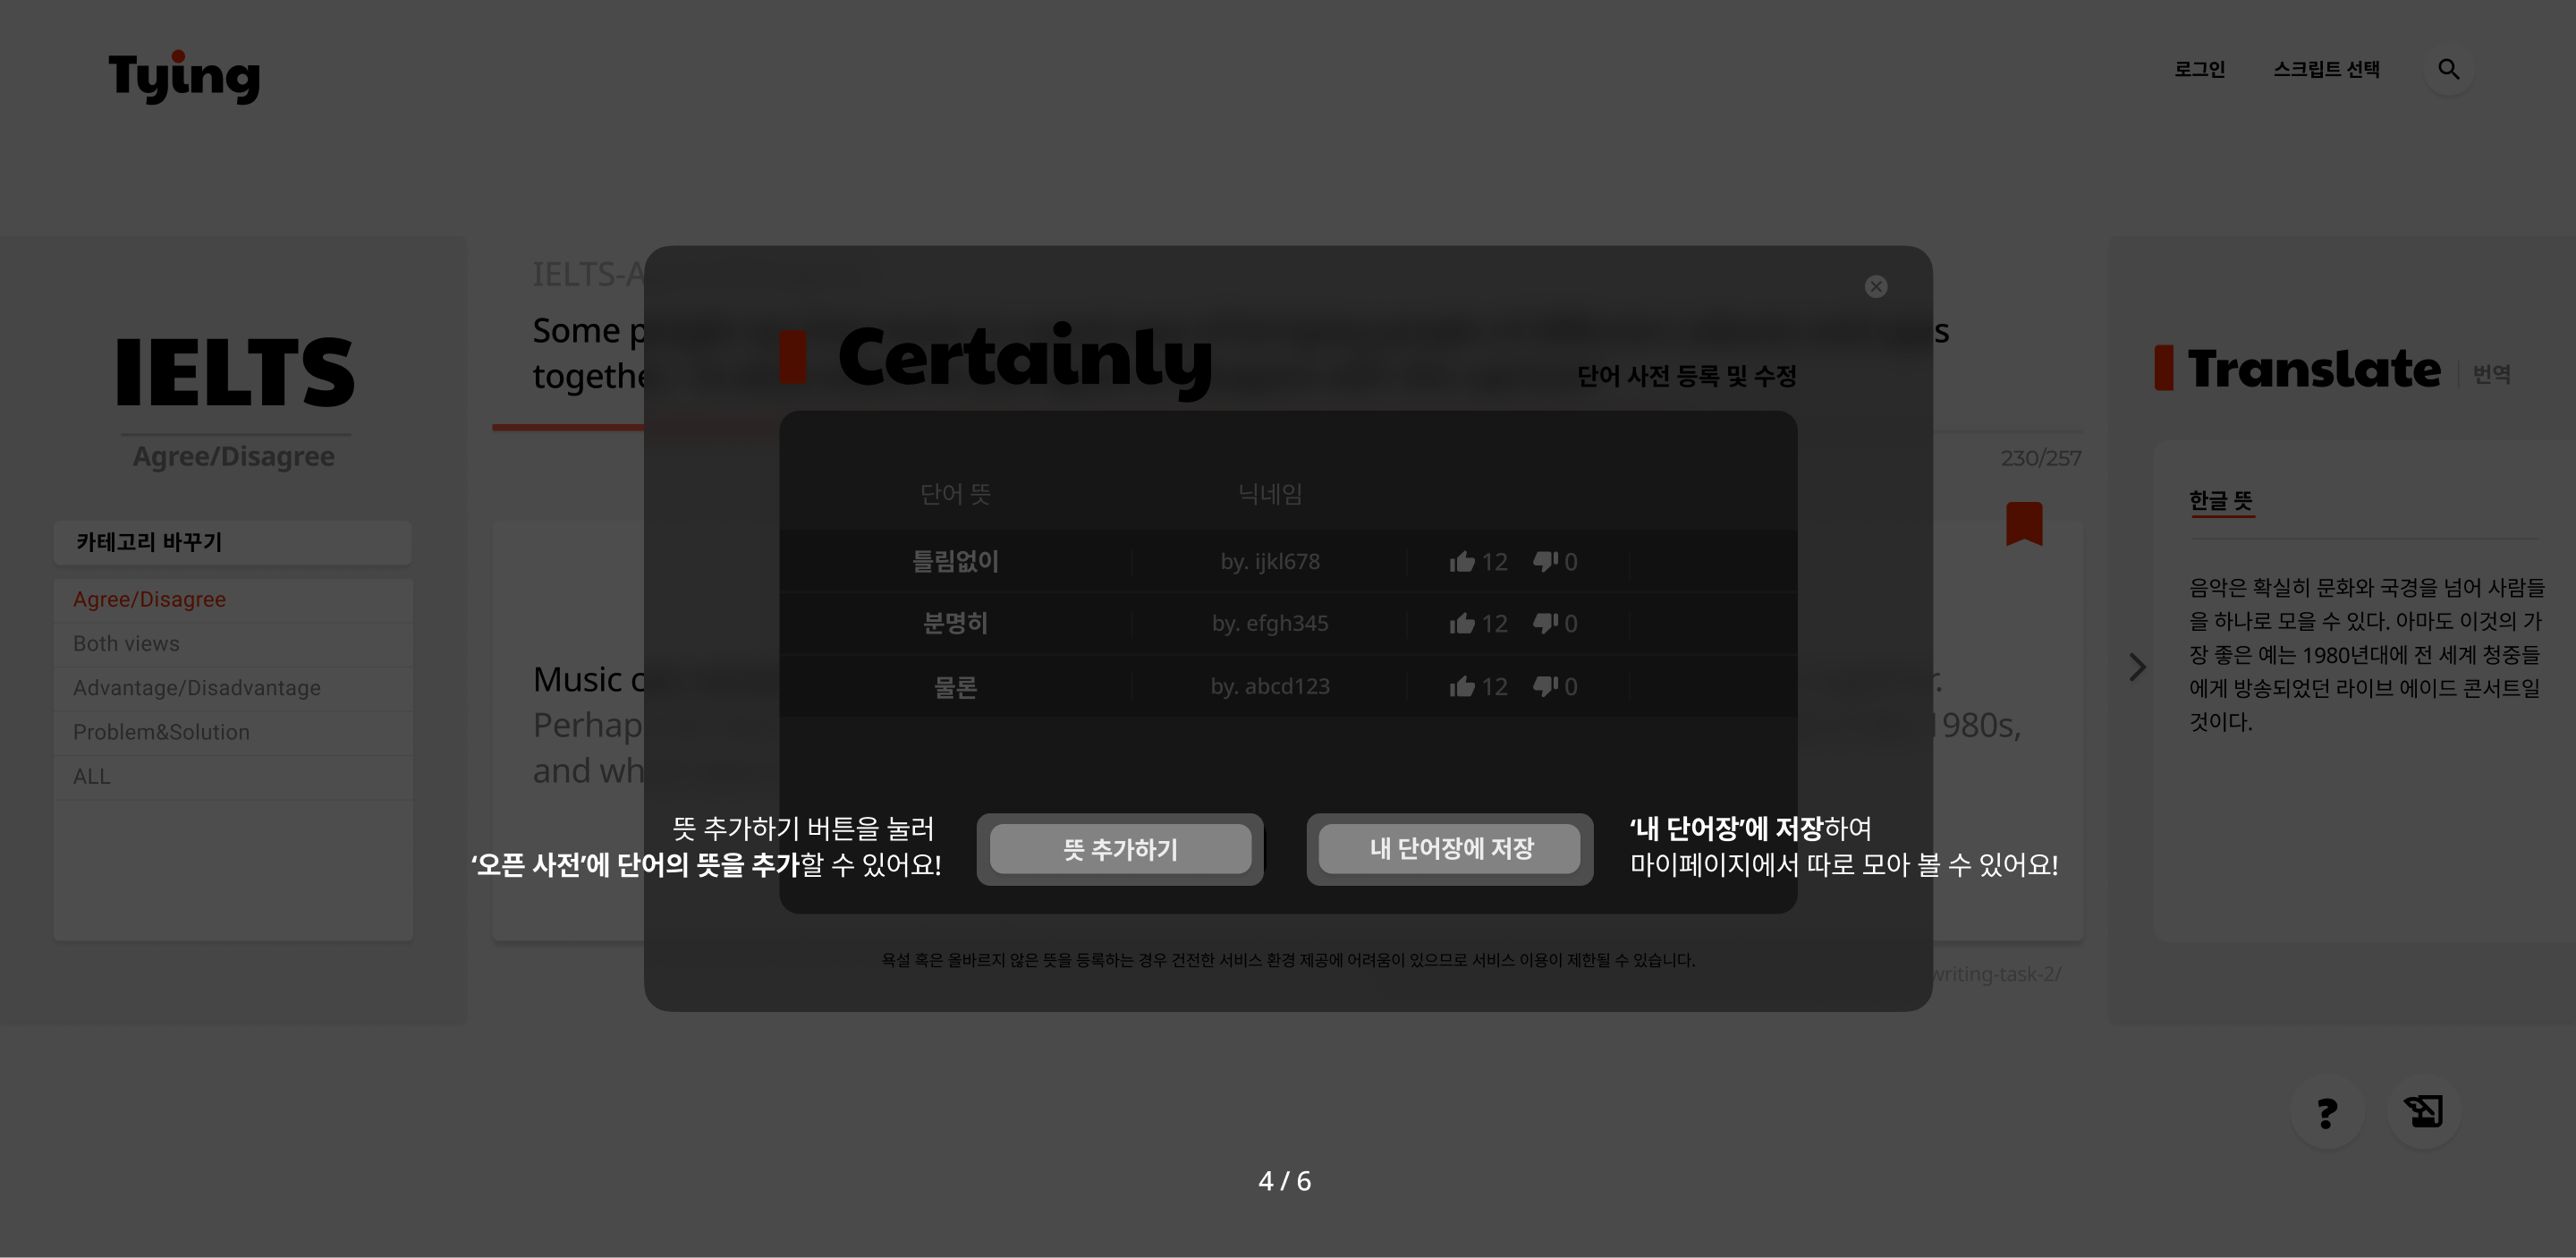 Tying
로그인
스크립트 선택
IELTS
Agree/Disagree
카테고리 바꾸기
Agree/Disagree
Both views
Advantage/Disadvantage
Problem&Solution
ALL
IELTS-A
Some
togethe
230/257
Music
Perhap
1980s,
and wh
writing-task-2/
Certainly
단어 사전 등록 및 수정
단어 뜻 닉네임
틀림없이 by. ijkl678 12 0
분명히 by. efgh345 12 0
물론 by. abcd123 12 0
뜻 추가하기 버튼을 눌러
‘오픈 사전’에 단어의 뜻을 추가할 수 있어요!
뜻 추가하기
내 단어장에 저장
‘내 단어장’에 저장하여
마이페이지에서 따로 모아 볼 수 있어요!
욕설 혹은 올바르지 않은 뜻을 등록하는 경우 건전한 서비스 환경 제공에 어려움이 있으므로 서비스 이용이 제한될 수 있습니다.
Translate 번역
한글 뜻
음악은 확실히 문화와 국경을 넘어 사람들
을 하나로 모을 수 있다. 아마도 이것의 가
장 좋은 예는 1980년대에 전 세계 청중들
에게 방송되었던 라이브 에이드 콘서트일
것이다.
?
4 / 6